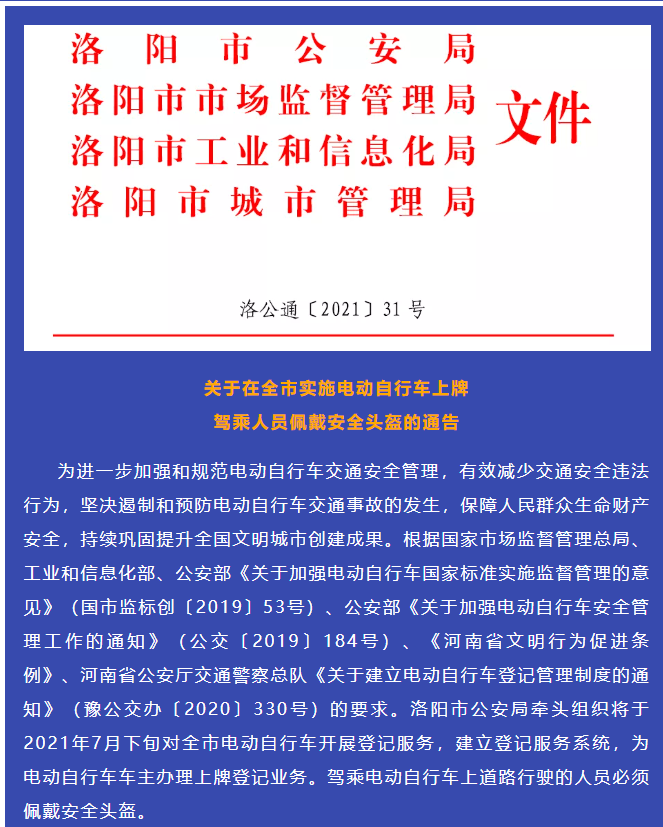 洛阳市公安局
洛阳市市场监督管理局
文件
洛阳市工业和信息化局
洛阳市城市管理局
洛公通〔2021〕31号
关于在全市实施电动自行车上牌
驾乘人员佩戴安全头盔的通告
为进一步加强和规范电动自行车交通安全管理，有效减少交通安全违法
行为，坚决遏制和预防电动自行车交通事故的发生，保障人民群众生命财产
安全，持续巩固提升全国文明城市创建成果。根据国家市场监督管理总局、
工业和信息化部、公安部《关于加强电动自行车国家标准实施监督管理的意
见》（国市监标创〔2019〕53号）、公安部《关于加强电动自行车安全管
理工作的通知》（公交〔2019〕184号）、《河南省文明行为促进条
例》、河南省公安厅交通警察总队《关于建立电动自行车登记管理制度的通
知》（豫公交办〔2020〕330号）的要求。洛阳市公安局牵头组织将于
2021年7月下旬对全市电动自行车开展登记服务，建立登记服务系统，为
电动自行车车主办理上牌登记业务。驾乘电动自行车上道路行驶的人员必须
佩戴安全头盔。